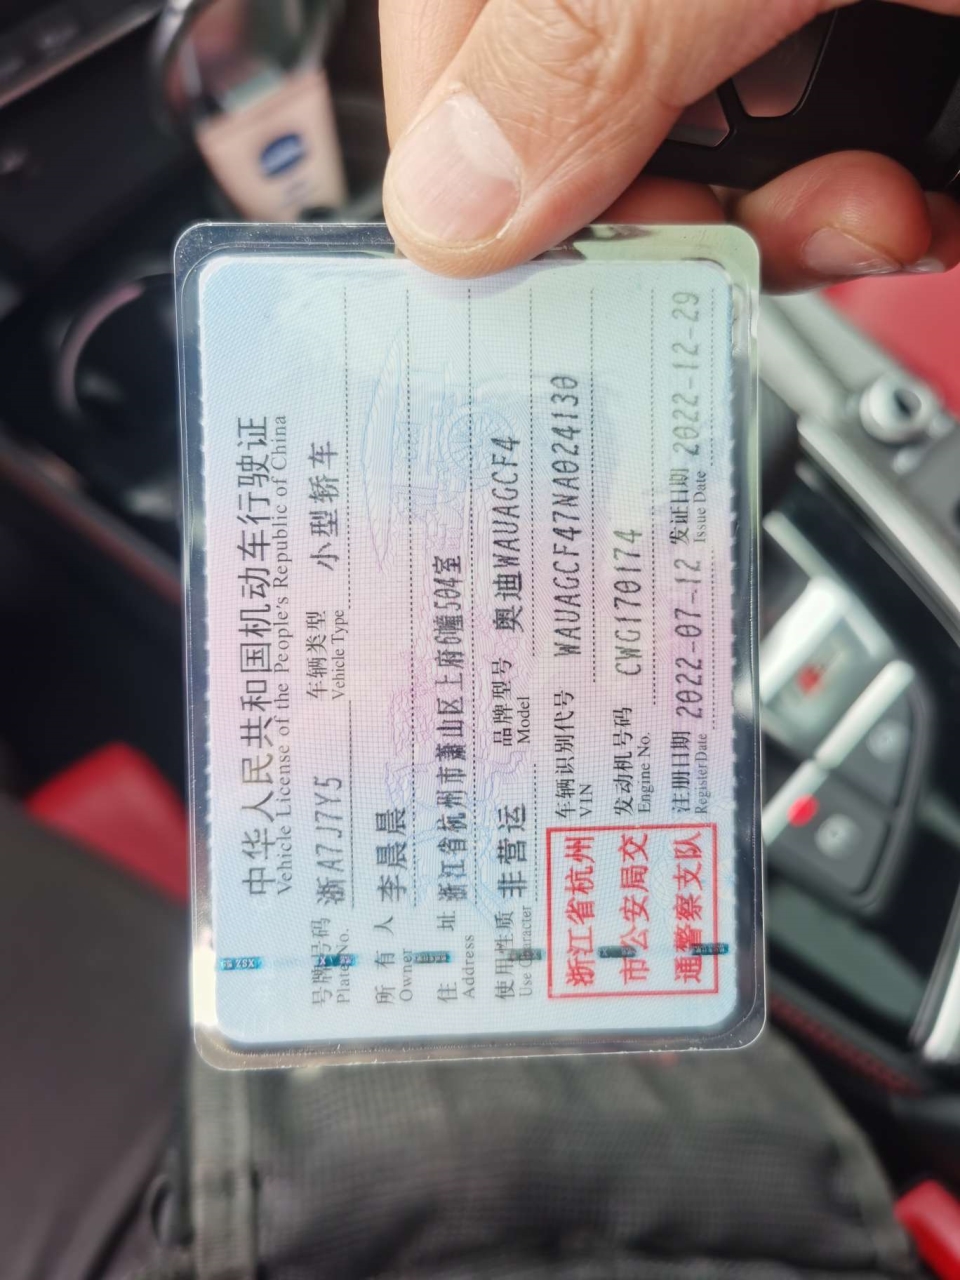 中华人民共和国机动车行驶证
Vehicle License of the People's Republic of China
号牌号码 浙A7J7Y5 车辆类型 小型轿车
Plate No. Vehicle Type
所有人 李晨晨
Owner
住址 浙江省杭州市萧山区上府6幢504室
Address
使用性质 非营运 品牌型号 奥迪WAUAGCF4
Use Character Model
浙江省杭州
市公安局交
通警察支队
车辆识别代号 WAUAGCF47NA024130
VIN
发动机号码 CWG170174
Engine No.
注册日期 2022-07-12 发证日期 2022-12-29
RegisterDate Issue Date